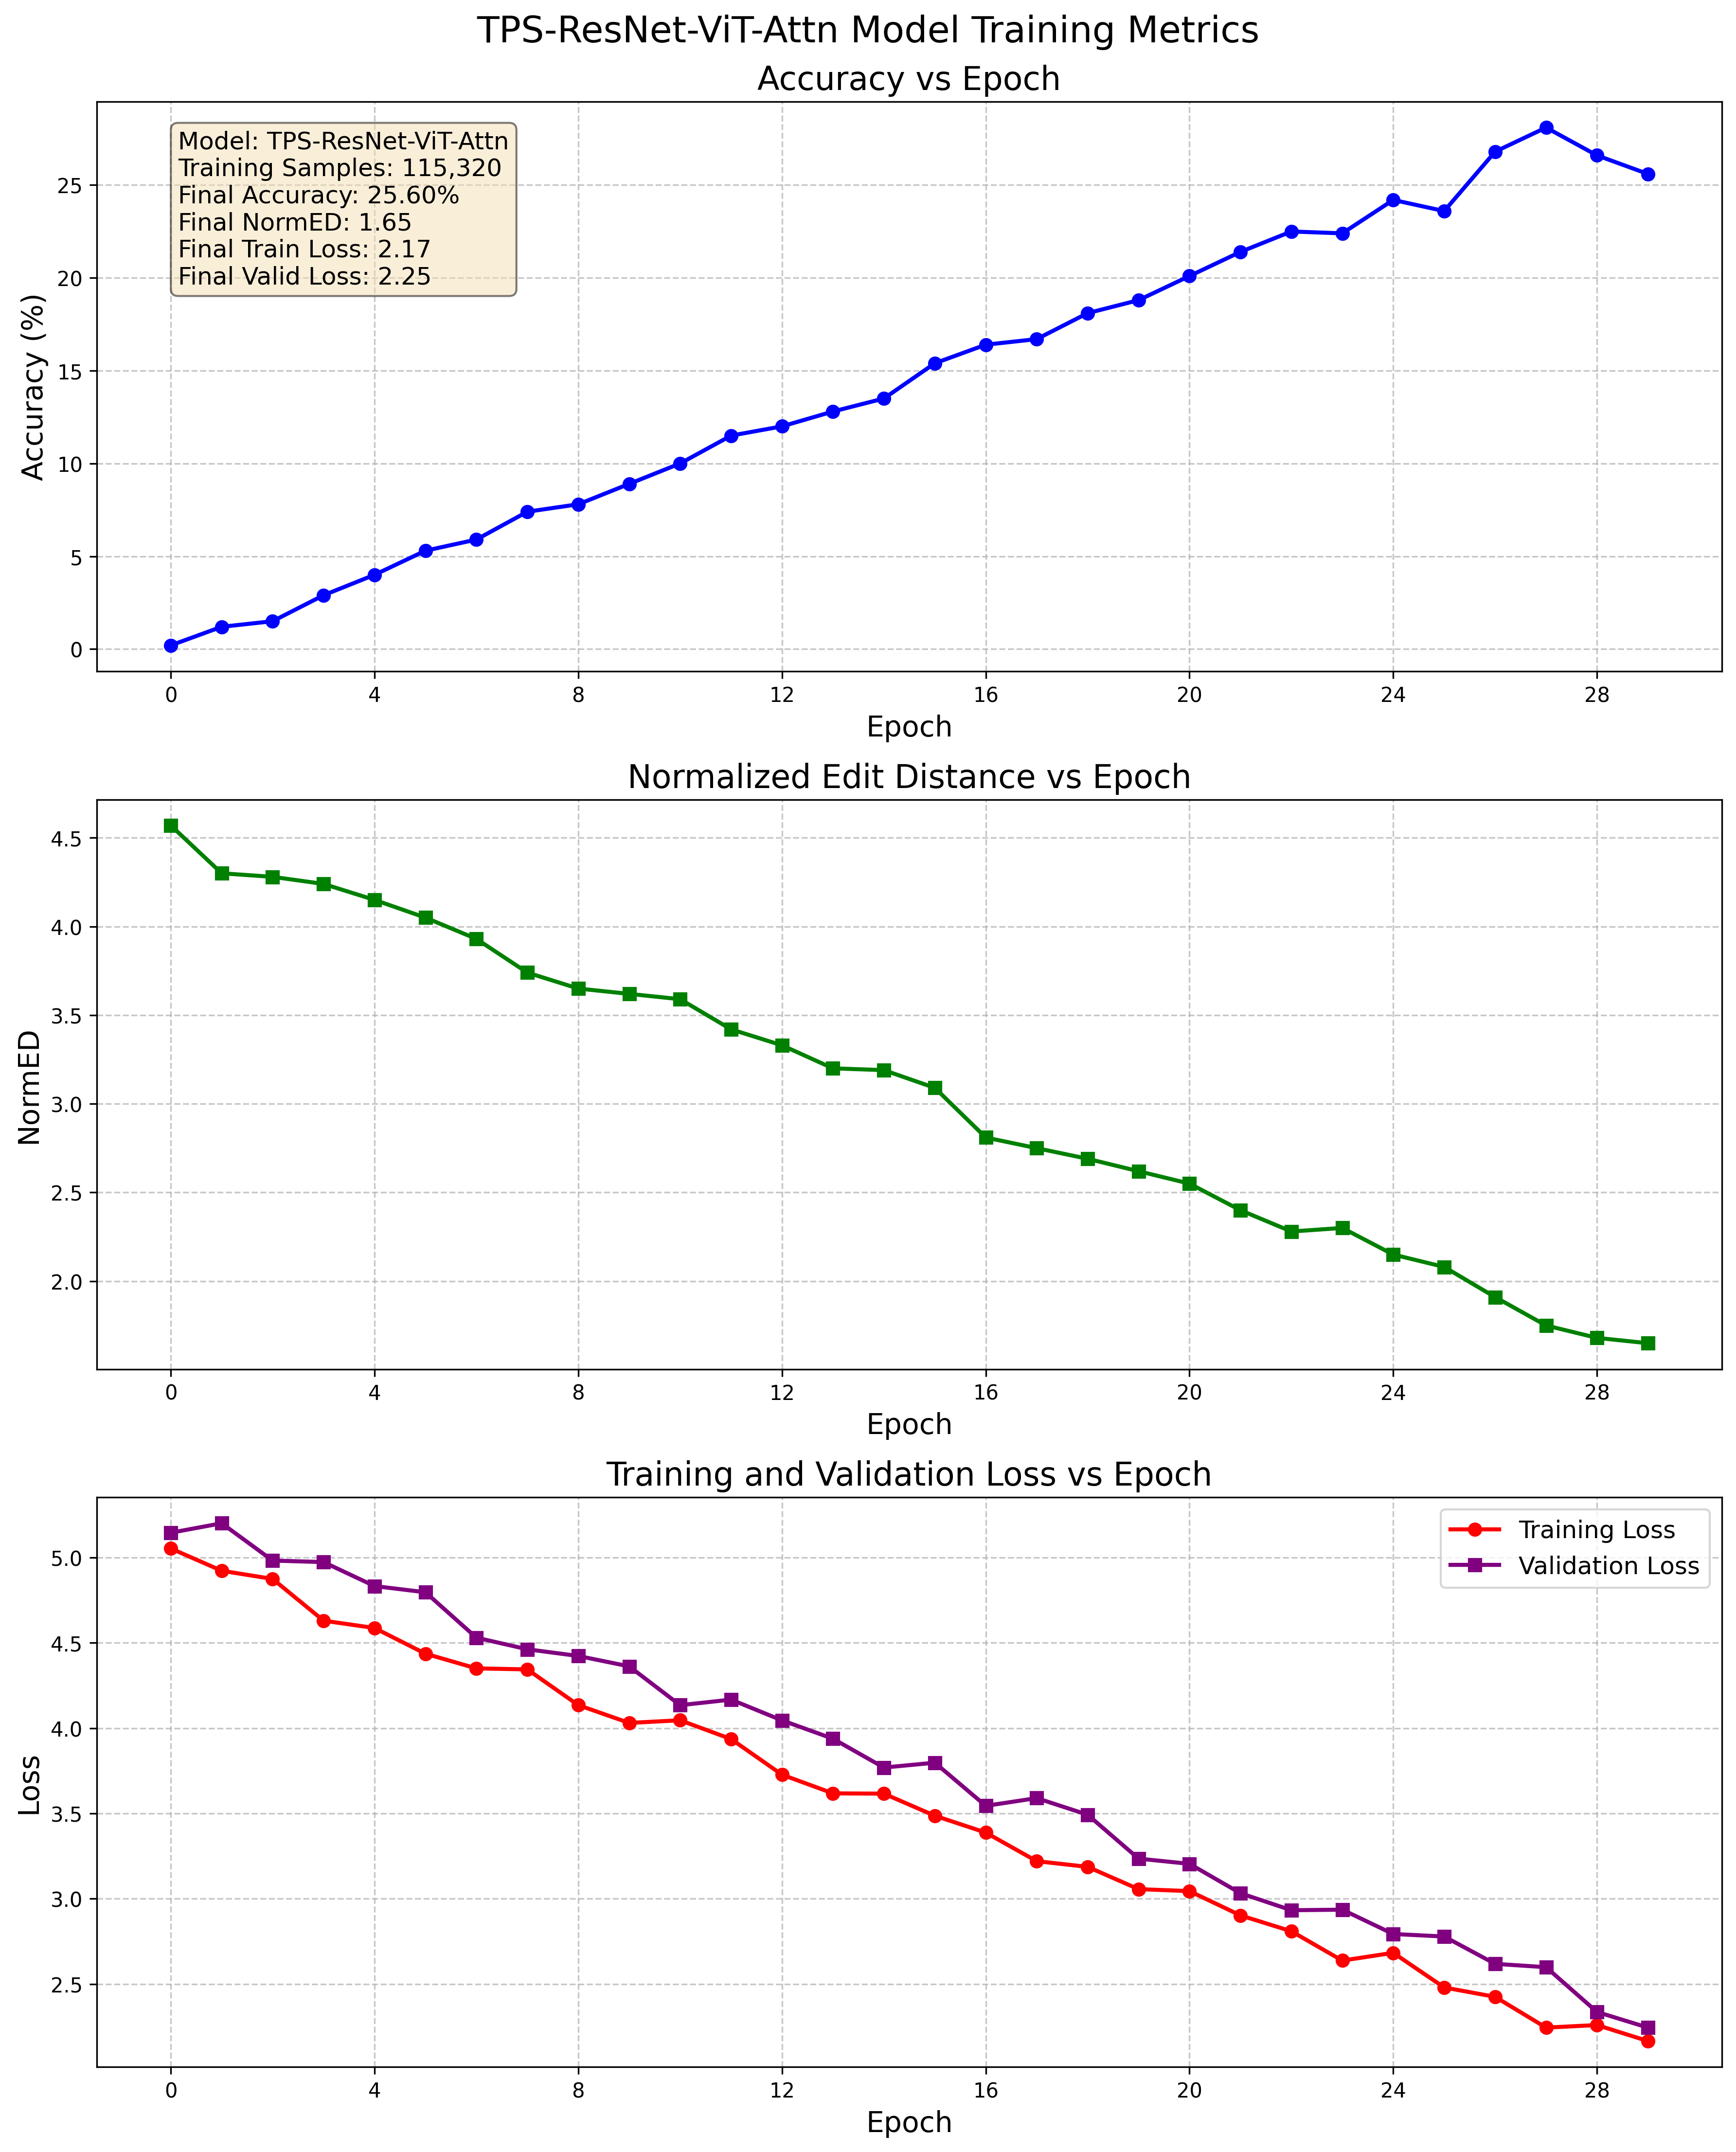 TPS-ResNet-ViT-Attn Model Training Metrics
Accuracy vs Epoch
Model: TPS-ResNet-ViT-Attn
Training Samples: 115,320
Final Accuracy: 25.60%
Final NormED: 1.65
Final Train Loss: 2.17
Final Valid Loss: 2.25
Accuracy (%)
25
20
15
10
5
0
0 4 8 12 16 20 24 28
Epoch
Normalized Edit Distance vs Epoch
NormED
4.5
4.0
3.5
3.0
2.5
2.0
0 4 8 12 16 20 24 28
Epoch
Training and Validation Loss vs Epoch
Training Loss
Validation Loss
Loss
5.0
4.5
4.0
3.5
3.0
2.5
0 4 8 12 16 20 24 28
Epoch